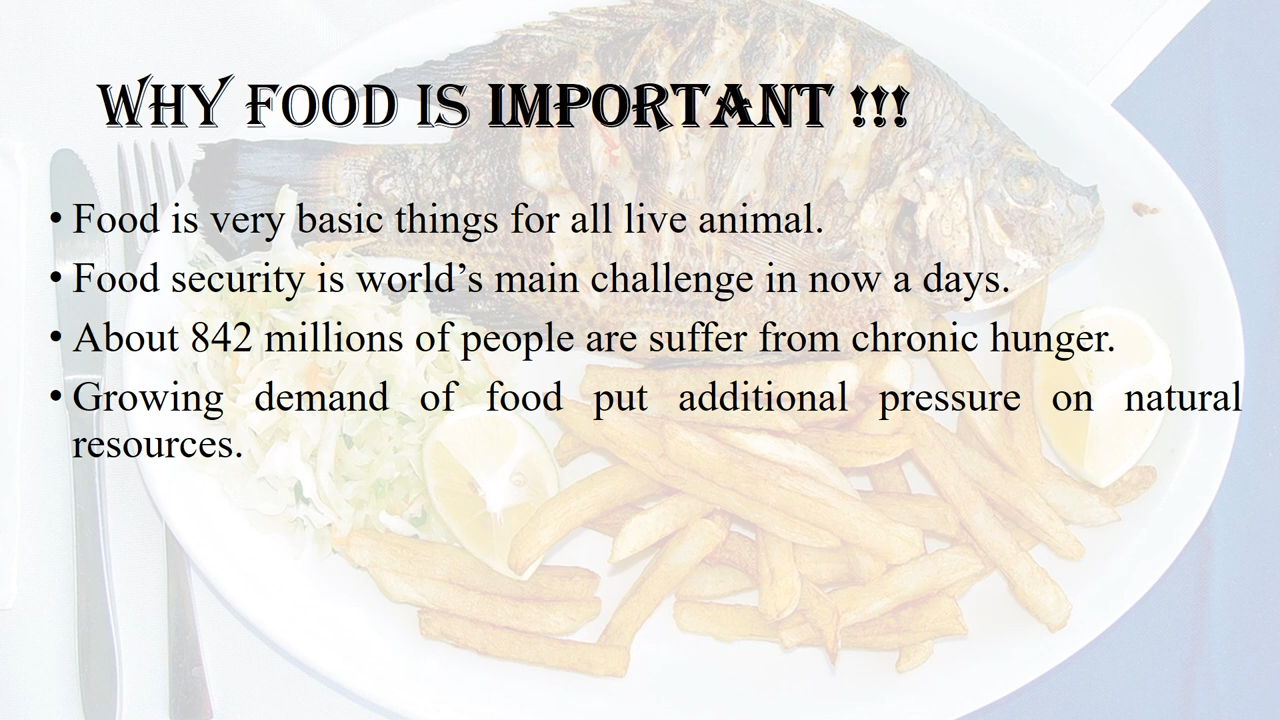 WHY FOOD IS IMPORTANT !!!
• Food is very basic things for all live animal.
• Food security is world’s main challenge in now a days.
• About 842 millions of people are suffer from chronic hunger.
• Growing demand of food put additional pressure on natural
resources.